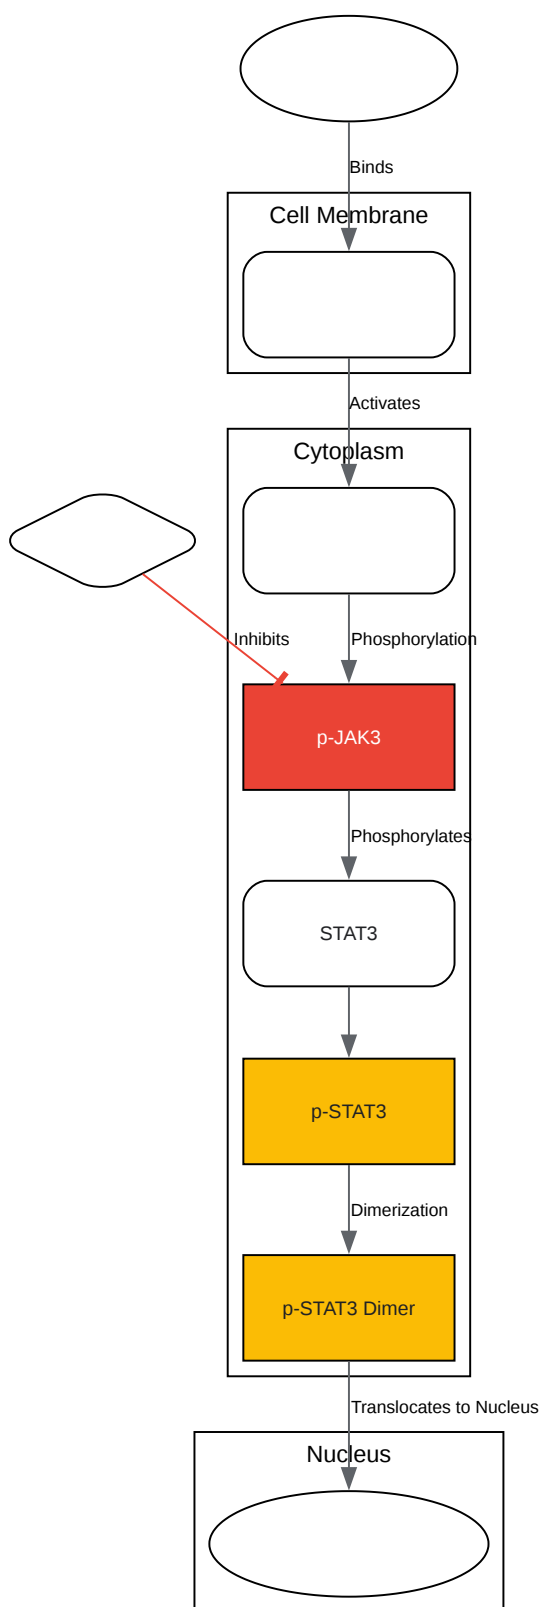 Binds
Cell Membrane
Activates
Cytoplasm
Inhibits
Phosphorylation
p-JAK3
Phosphorylates
STAT3
p-STAT3
Dimerization
p-STAT3 Dimer
Translocates to Nucleus
Nucleus